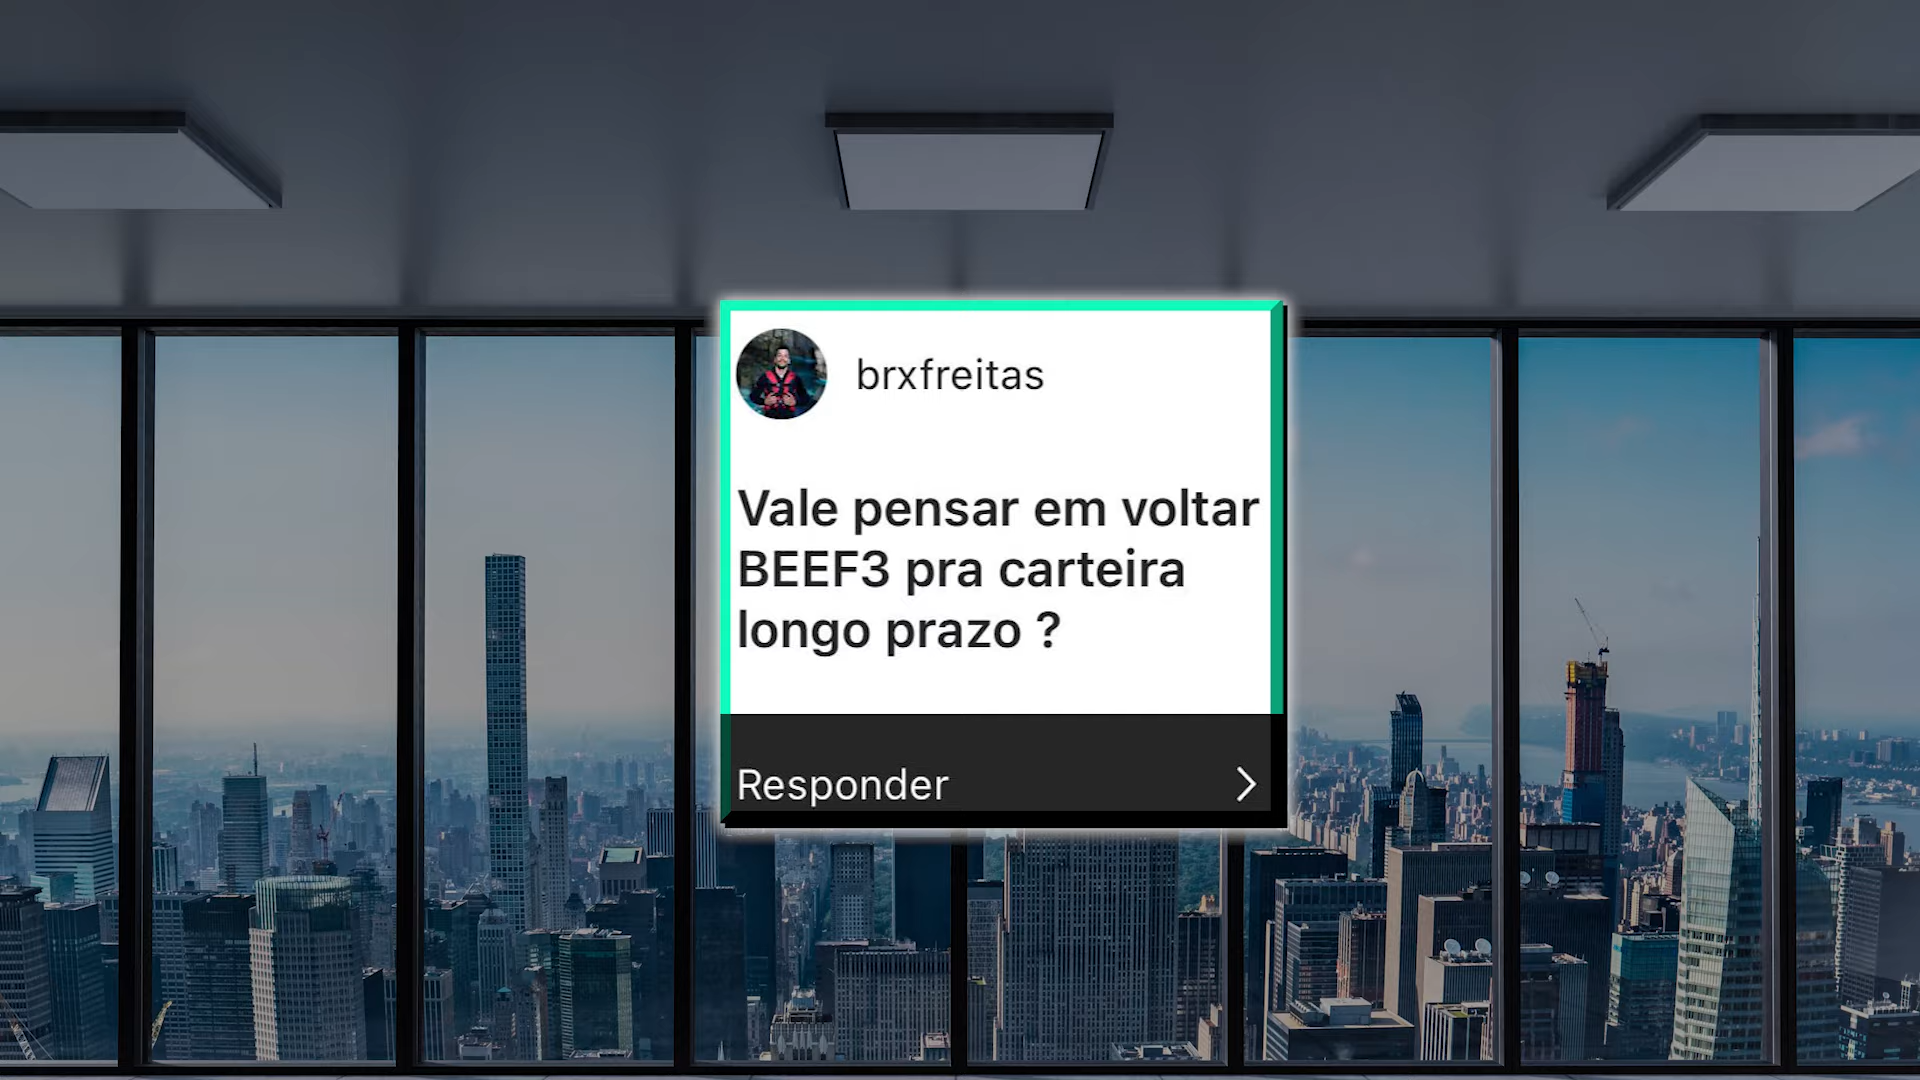 brxfreitas
Vale pensar em voltar
BEEF3 pra carteira
longo prazo ?
Responder